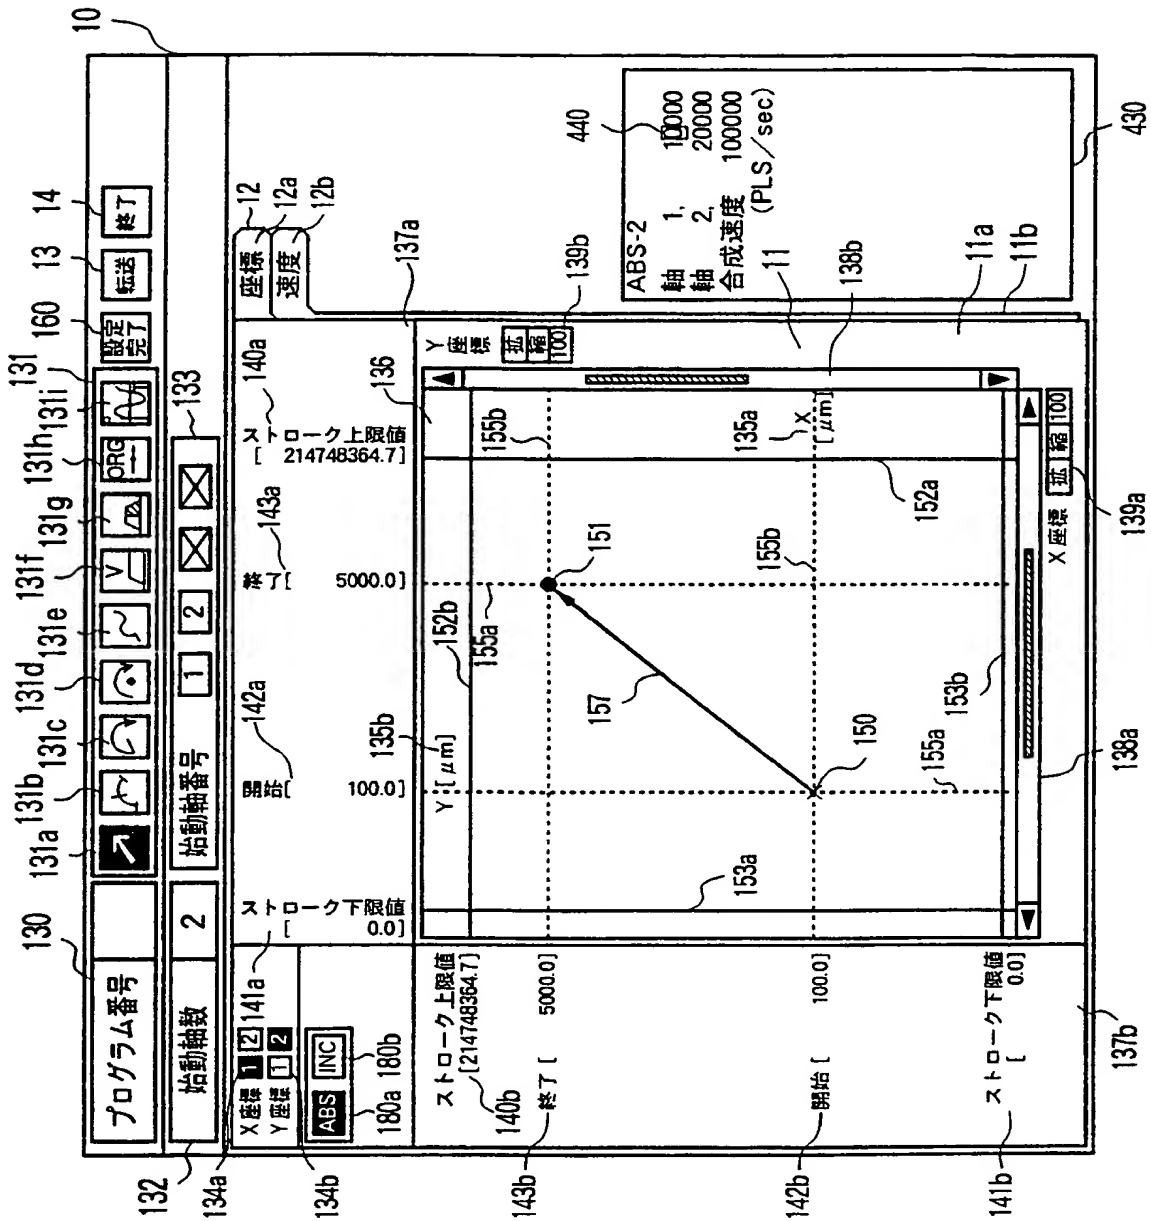 10
131a 131b 131c 131d 131e 131f 131g 131h 131i 131 160 13 14
130
プログラム番号
ORG
設定完了
転送
終了
132
始動軸数 2
始動軸番号 1 2
133
134a
X座標 1 2
141a
Y座標 1 2
134b
ABS INC
180a 180b
ストローク下限値
[ 0.0]
142a
開始[ 100.0]
143a
終了[ 5000.0]
140a
ストローク上限値
[ 214748364.7]
137a
座標
速度
12
12a
12b
ストローク上限値
[214748364.7]
140b
終了 [ 5000.0]
143b
開始 [ 100.0]
142b
ストローク下限値
[ 0.0]
141b
137b
Y [μm]
135b
152b
155a
136
155b
151
157
153a
150
155a
153b
155b
135a
X
[μm]
152a
Y座標
拡
縮
100
139b
11
138b
11a
11b
X座標 拡 縮 100
139a
138a
440
ABS-2
軸 1, 10000
軸 2, 20000
合成速度 100000
(PLS/sec)
430